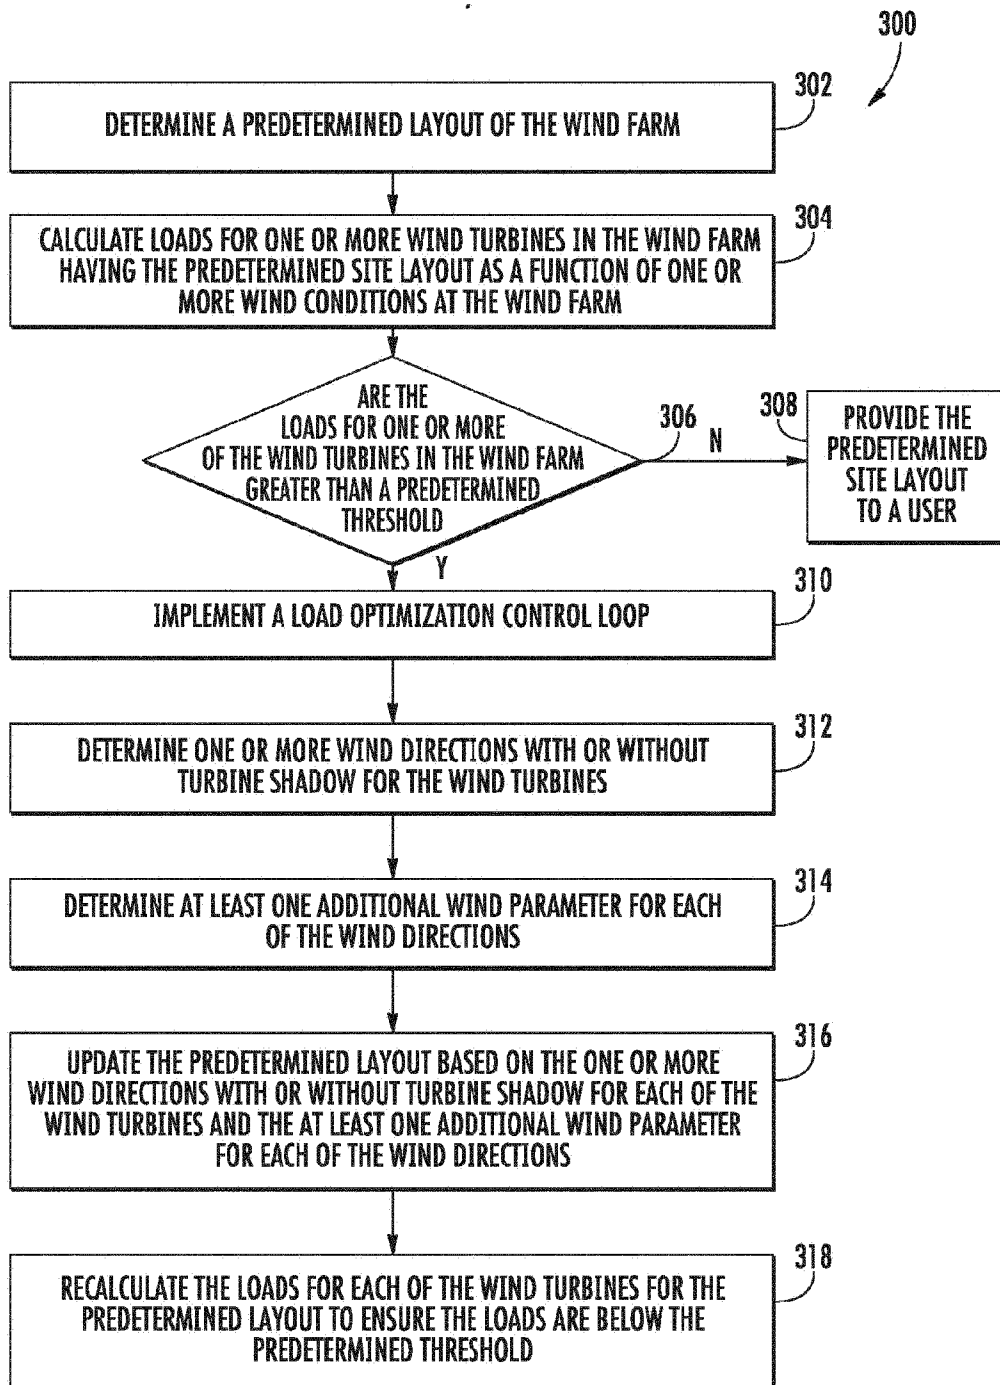 300
302
DETERMINE A PREDETERMINED LAYOUT OF THE WIND FARM
304
CALCULATE LOADS FOR ONE OR MORE WIND TURBINES IN THE WIND FARM
HAVING THE PREDETERMINED SITE LAYOUT AS A FUNCTION OF ONE OR
MORE WIND CONDITIONS AT THE WIND FARM
ARE THE
LOADS FOR ONE OR MORE
OF THE WIND TURBINES IN THE WIND FARM
GREATER THAN A PREDETERMINED
THRESHOLD
306
N
308
PROVIDE THE
PREDETERMINED
SITE LAYOUT
TO A USER
Y
310
IMPLEMENT A LOAD OPTIMIZATION CONTROL LOOP
312
DETERMINE ONE OR MORE WIND DIRECTIONS WITH OR WITHOUT
TURBINE SHADOW FOR THE WIND TURBINES
314
DETERMINE AT LEAST ONE ADDITIONAL WIND PARAMETER FOR EACH
OF THE WIND DIRECTIONS
316
UPDATE THE PREDETERMINED LAYOUT BASED ON THE ONE OR MORE
WIND DIRECTIONS WITH OR WITHOUT TURBINE SHADOW FOR EACH OF THE
WIND TURBINES AND THE AT LEAST ONE ADDITIONAL WIND PARAMETER
FOR EACH OF THE WIND DIRECTIONS
318
RECALCULATE THE LOADS FOR EACH OF THE WIND TURBINES FOR THE
PREDETERMINED LAYOUT TO ENSURE THE LOADS ARE BELOW THE
PREDETERMINED THRESHOLD